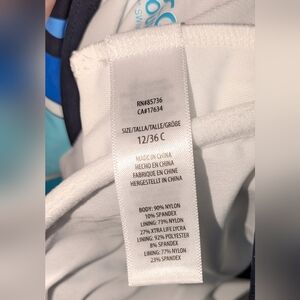 RN#85736
CA#17634
SIZE/TALLA/TALLE/GRÖßE
12/36 C
MADE IN CHINA
HECHO EN CHINA
FABRIQUE EN CHINE
HERGESTELLT IN CHINA
BODY: 90% NYLON
10% SPANDEX
LINING: 73% NYLON
27% XTRA LIFE LYCRA
LINING: 92% POLYESTER
8% SPANDEX
LINING: 77% NYLON
23% SPANDEX